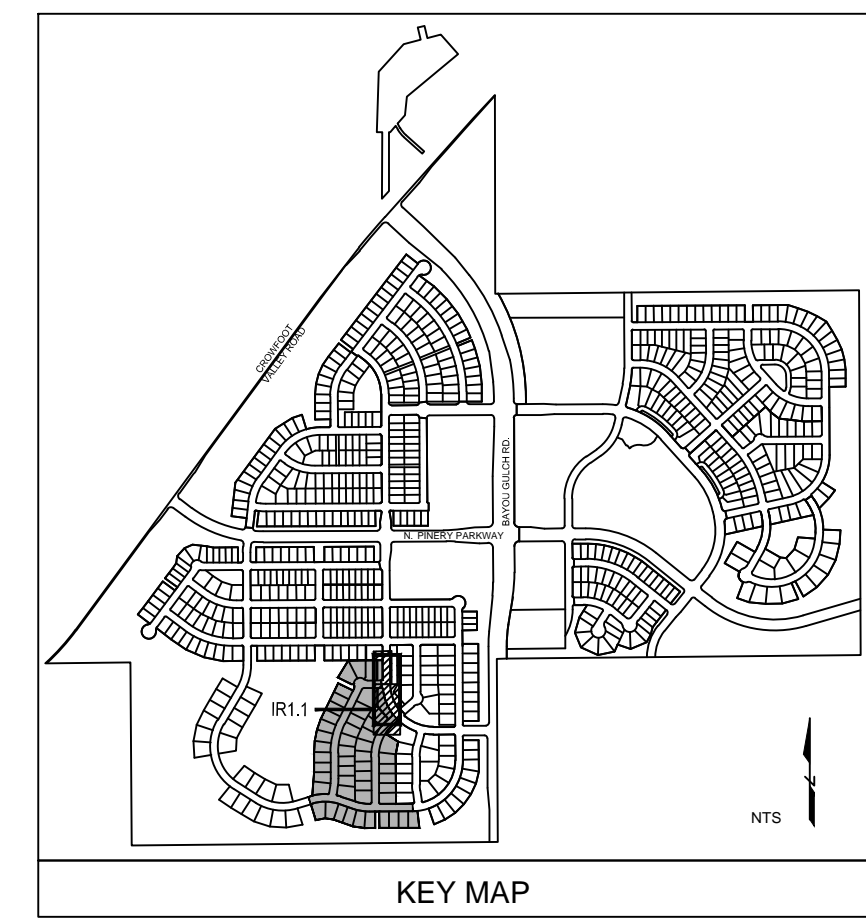 CROWFOOT
VALLEY ROAD
BAYOU GULCH RD.
N. PINERY PARKWAY
IR1.1
N
NTS
KEY MAP